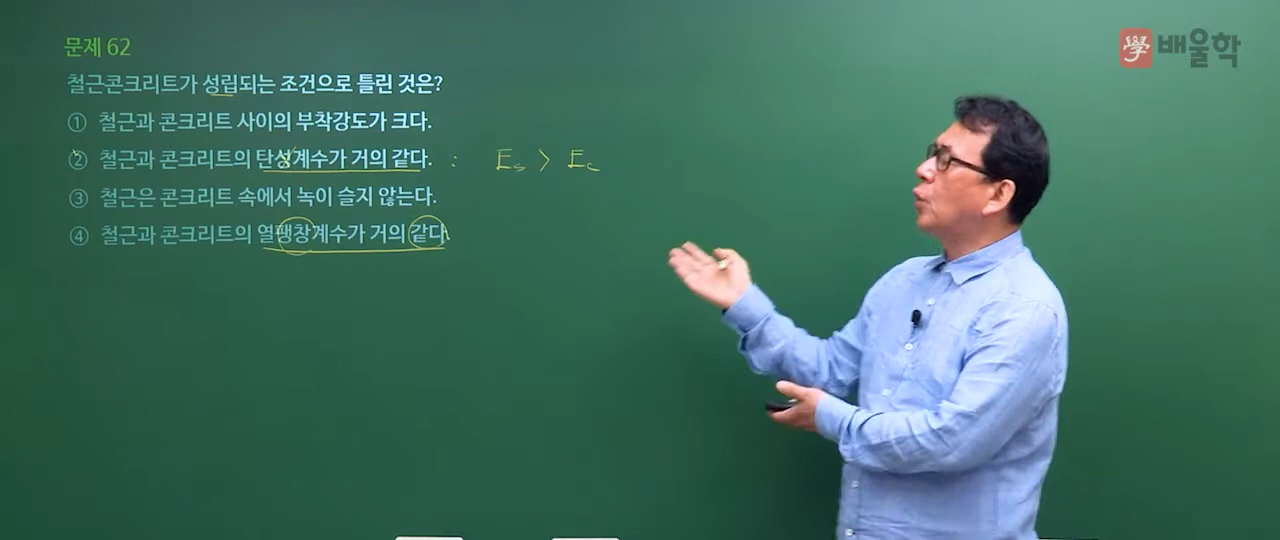 문제 62
學 배울학
철근콘크리트가 성립되는 조건으로 틀린 것은?
① 철근과 콘크리트 사이의 부착강도가 크다.
② 철근과 콘크리트의 탄성계수가 거의 같다. : Es > Ec
③ 철근은 콘크리트 속에서 녹이 슬지 않는다.
④ 철근과 콘크리트의 열팽창계수가 거의 같다.